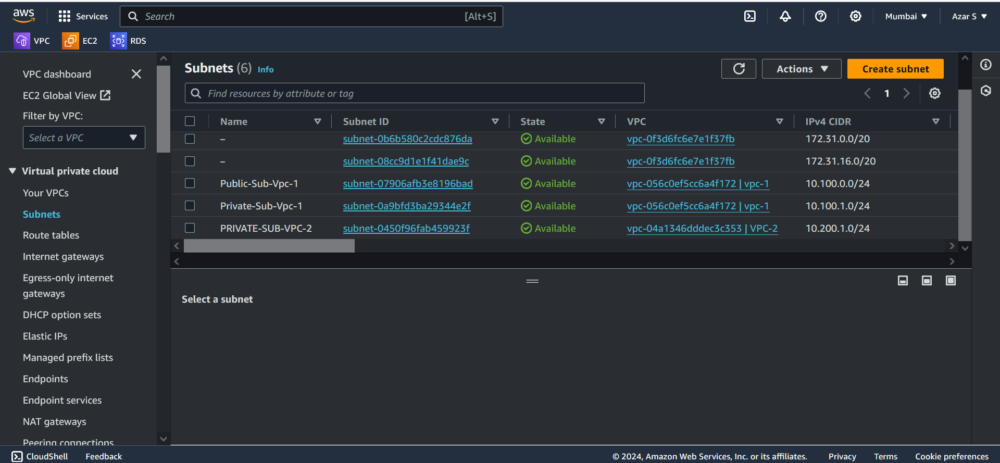 aws
Services
Search
[Alt+S]
Mumbai
Azar S
VPC
EC2
RDS
VPC dashboard
EC2 Global View
Filter by VPC:
Select a VPC
Virtual private cloud
Your VPCs
Subnets
Route tables
Internet gateways
Egress-only internet
gateways
DHCP option sets
Elastic IPs
Managed prefix lists
Endpoints
Endpoint services
NAT gateways
Peering connections
Subnets (6) Info
Actions
Create subnet
Find resources by attribute or tag
1
Name Subnet ID State VPC IPv4 CIDR
– subnet-0b6b580c2cdc876da Available vpc-0f3d6fc6e7e1f37fb 172.31.0.0/20
– subnet-08cc9d1e1f41dae9c Available vpc-0f3d6fc6e7e1f37fb 172.31.16.0/20
Public-Sub-Vpc-1 subnet-07906afb3e8196bad Available vpc-056c0ef5cc6a4f172 | vpc-1 10.100.0.0/24
Private-Sub-Vpc-1 subnet-0a9bfd3ba29344e2f Available vpc-056c0ef5cc6a4f172 | vpc-1 10.100.1.0/24
PRIVATE-SUB-VPC-2 subnet-0450f96fab459923f Available vpc-04a1346dddec3c353 | VPC-2 10.200.1.0/24
Select a subnet
CloudShell
Feedback
© 2024, Amazon Web Services, Inc. or its affiliates.
Privacy
Terms
Cookie preferences